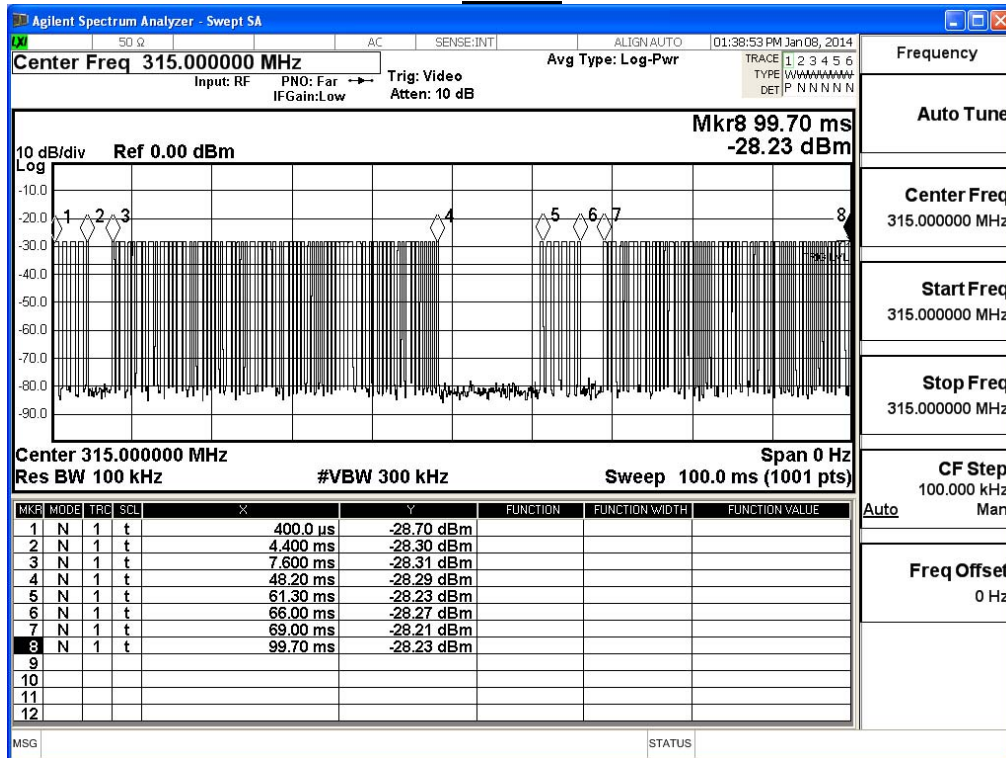 Agilent Spectrum Analyzer - Swept SA
LXI 50 Ω AC SENSE:INT ALIGN AUTO 01:38:53 PM Jan 08, 2014
Center Freq 315.000000 MHz
Input: RF PNO: Far Trig: Video Avg Type: Log-Pwr TRACE 1 2 3 4 5 6
IFGain:Low Atten: 10 dB TYPE
DET P N N N N N
Mkr8 99.70 ms
10 dB/div Ref 0.00 dBm -28.23 dBm
Log
-10.0
-20.0
-30.0
-40.0
-50.0
-60.0
-70.0
-80.0
-90.0
1 2 3 4 5 6 7 8
TRIG LVL
Center 315.000000 MHz Span 0 Hz
Res BW 100 kHz #VBW 300 kHz Sweep 100.0 ms (1001 pts)
MKR MODE TRC SCL X Y FUNCTION FUNCTION WIDTH FUNCTION VALUE
1 N 1 t 400.0 µs -28.70 dBm
2 N 1 t 4.400 ms -28.30 dBm
3 N 1 t 7.600 ms -28.31 dBm
4 N 1 t 48.20 ms -28.29 dBm
5 N 1 t 61.30 ms -28.23 dBm
6 N 1 t 66.00 ms -28.27 dBm
7 N 1 t 69.00 ms -28.21 dBm
8 N 1 t 99.70 ms -28.23 dBm
9
10
11
12
MSG STATUS
Frequency
Auto Tune
Center Freq
315.000000 MHz
Start Freq
315.000000 MHz
Stop Freq
315.000000 MHz
CF Step
100.000 kHz
Auto Man
Freq Offset
0 Hz